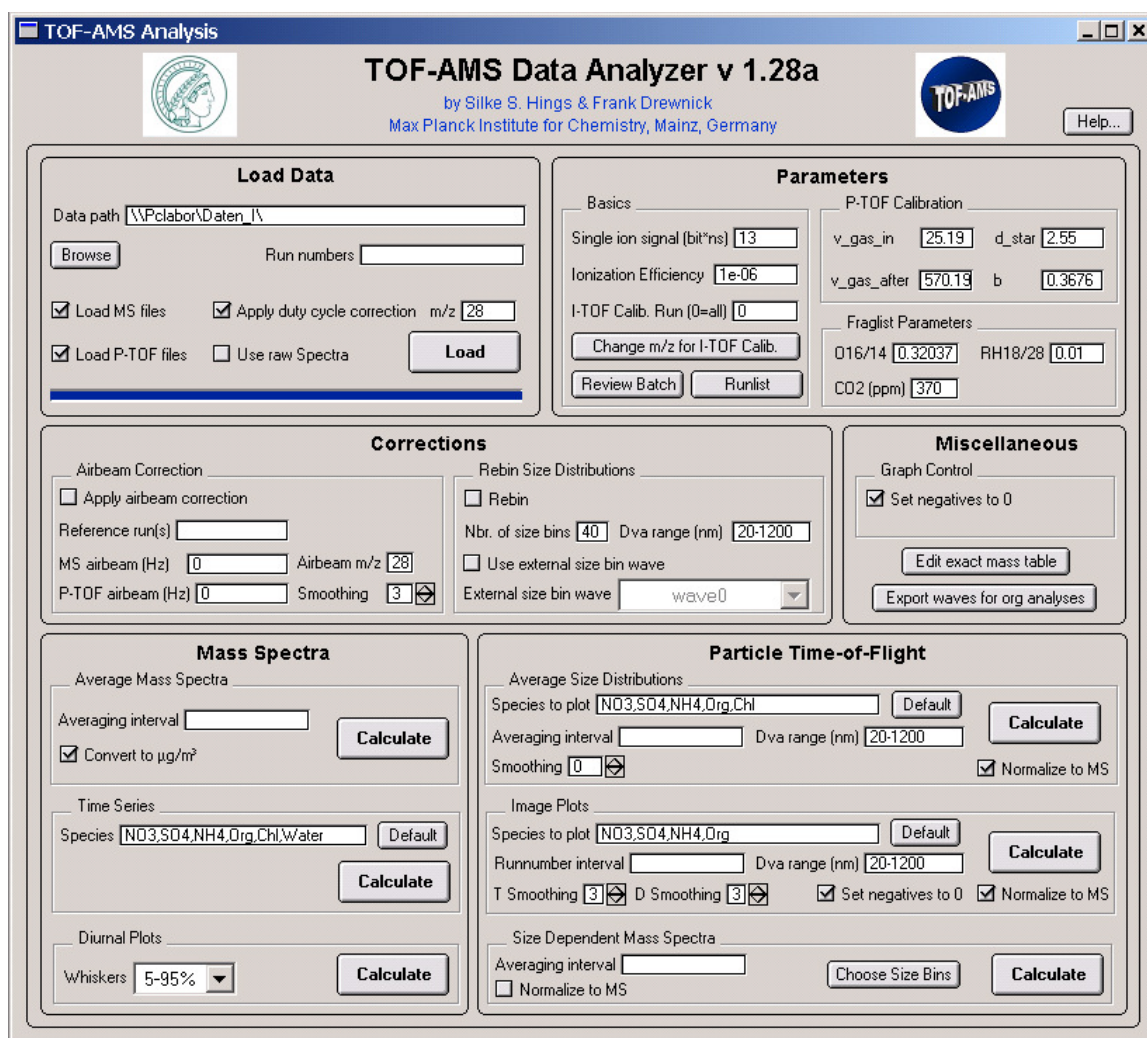 TOF-AMS Analysis
TOF-AMS Data Analyzer v 1.28a
by Silke S. Hings & Frank Drewnick
Max Planck Institute for Chemistry, Mainz, Germany
TOF-AMS
Help...
Load Data
Data path \\Pclabor\Daten_I\
Browse Run numbers
Load MS files Apply duty cycle correction m/z 28
Load P-TOF files Use raw Spectra Load
Parameters
Basics
Single ion signal (bit*ns) 13
Ionization Efficiency 1e-06
I-TOF Calib. Run (0=all) 0
Change m/z for I-TOF Calib.
Review Batch Runlist
P-TOF Calibration
v_gas_in 25.19 d_star 2.55
v_gas_after 570.19 b 0.3676
Fraglist Parameters
O16/14 0.32037 RH18/28 0.01
CO2 (ppm) 370
Corrections
Airbeam Correction
Apply airbeam correction
Reference run(s)
MS airbeam (Hz) 0 Airbeam m/z 28
P-TOF airbeam (Hz) 0 Smoothing 3
Rebin Size Distributions
Rebin
Nbr. of size bins 40 Dva range (nm) 20-1200
Use external size bin wave
External size bin wave wave0
Miscellaneous
Graph Control
Set negatives to 0
Edit exact mass table
Export waves for org analyses
Mass Spectra
Average Mass Spectra
Averaging interval
Convert to µg/m³
Calculate
Time Series
Species NO3,SO4,NH4,Org,Chl,Water Default
Calculate
Diurnal Plots
Whiskers 5-95% Calculate
Particle Time-of-Flight
Average Size Distributions
Species to plot NO3,SO4,NH4,Org,Chl Default
Calculate
Averaging interval Dva range (nm) 20-1200
Smoothing 0 Normalize to MS
Image Plots
Species to plot NO3,SO4,NH4,Org Default
Calculate
Runnumber interval Dva range (nm) 20-1200
T Smoothing 3 D Smoothing 3 Set negatives to 0 Normalize to MS
Size Dependent Mass Spectra
Averaging interval
Choose Size Bins Calculate
Normalize to MS